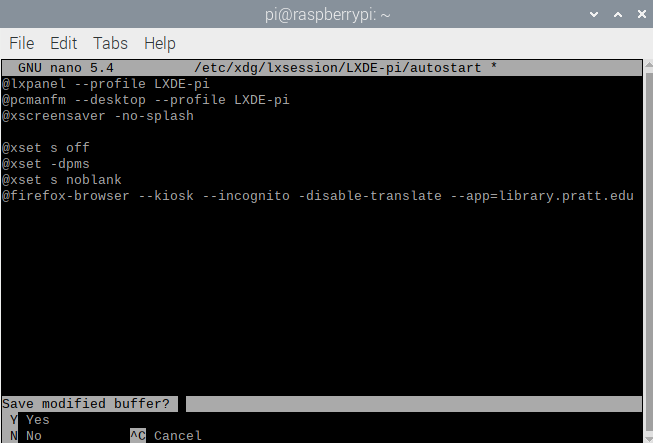 pi@raspberrypi: ~
File Edit Tabs Help
GNU nano 5.4 /etc/xdg/lxsession/LXDE-pi/autostart *
@lxpanel --profile LXDE-pi
@pcmanfm --desktop --profile LXDE-pi
@xscreensaver -no-splash
@xset s off
@xset -dpms
@xset s noblank
@firefox-browser --kiosk --incognito -disable-translate --app=library.pratt.edu
Save modified buffer?
Y Yes
N No ^C Cancel